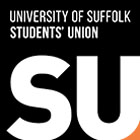 UNIVERSITY OF SUFFOLK
STUDENTS' UNION
SU